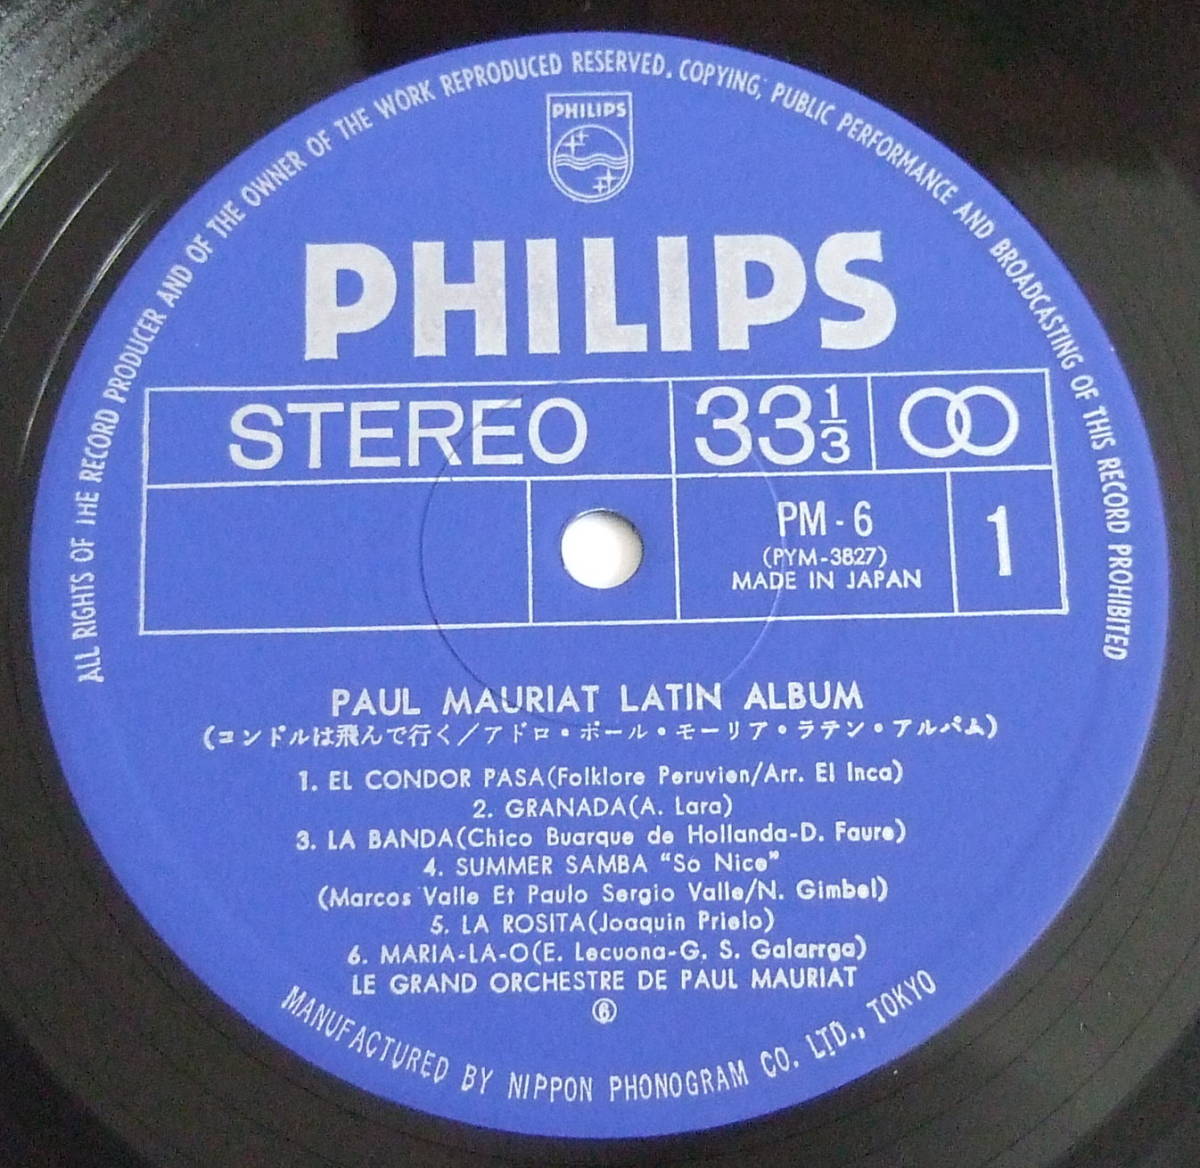 ALL RIGHTS OF THE RECORD PRODUCER AND OF THE OWNER OF THE WORK REPRODUCED RESERVED. COPYING, PUBLIC PERFORMANCE AND BROADCASTING OF THIS RECORD PROHIBITED
PHILIPS
PHILIPS
STEREO 33 1/3
PM-6
(PYM-3827)
MADE IN JAPAN
1
PAUL MAURIAT LATIN ALBUM
(コンドルは飛んで行く/アドロ・ポール・モーリア・ラテン・アルバム)
1. EL CONDOR PASA(Folklore Peruvien/Arr. El Inca)
2. GRANADA(A. Lara)
3. LA BANDA(Chico Buarque de Hollanda-D. Faure)
4. SUMMER SAMBA "So Nice"
(Marcos Valle Et Paulo Sergio Valle/N. Gimbel)
5. LA ROSITA(Joaquin Prielo)
6. MARIA-LA-O(E. Lecuona-G. S. Galarrga)
LE GRAND ORCHESTRE DE PAUL MAURIAT
⑥
MANUFACTURED BY NIPPON PHONOGRAM CO. LTD., TOKYO